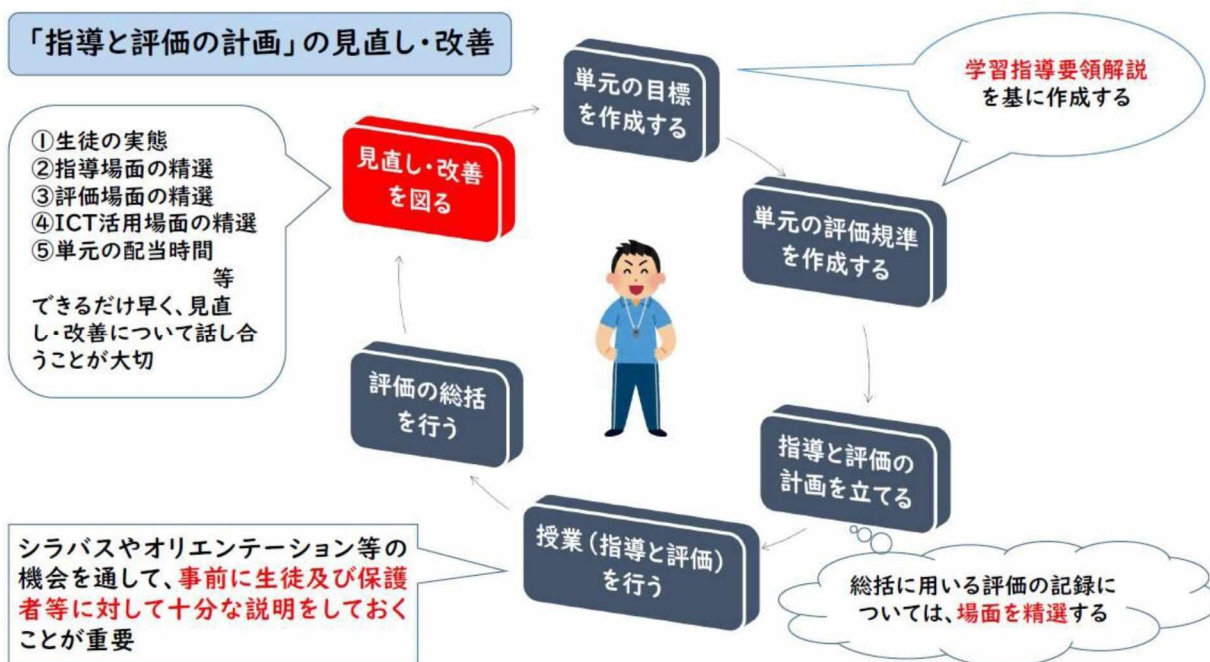 「指導と評価の計画」の見直し・改善
単元の目標
を作成する
学習指導要領解説
を基に作成する
①生徒の実態
②指導場面の精選
③評価場面の精選
④ICT活用場面の精選
⑤単元の配当時間
等
できるだけ早く、見直
し・改善について話し合
うことが大切
見直し・改善
を図る
単元の評価規準
を作成する
評価の総括
を行う
指導と評価の
計画を立てる
授業(指導と評価)
を行う
シラバスやオリエンテーション等の
機会を通して、事前に生徒及び保護
者等に対して十分な説明をしておく
ことが重要
総括に用いる評価の記録に
ついては、場面を精選する